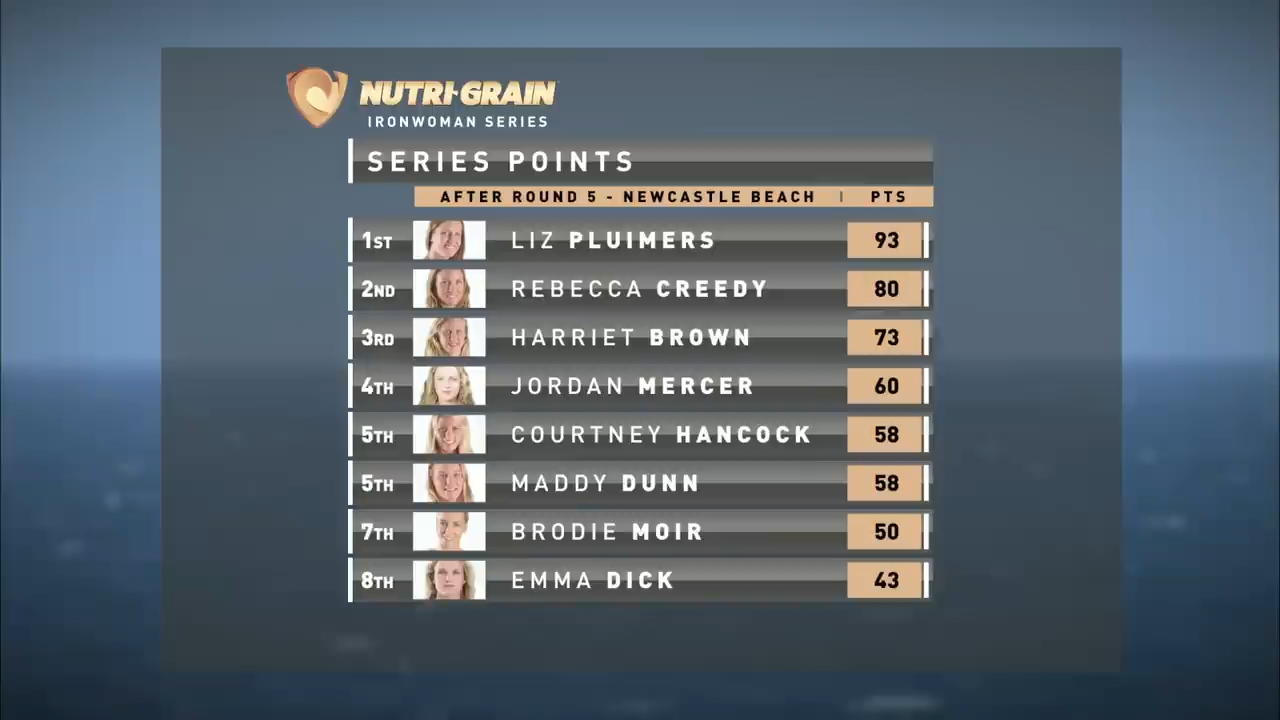 NUTRI-GRAIN
IRONWOMAN SERIES
SERIES POINTS
AFTER ROUND 5 - NEWCASTLE BEACH | PTS
1ST LIZ PLUIMERS 93
2ND REBECCA CREEDY 80
3RD HARRIET BROWN 73
4TH JORDAN MERCER 60
5TH COURTNEY HANCOCK 58
5TH MADDY DUNN 58
7TH BRODIE MOIR 50
8TH EMMA DICK 43